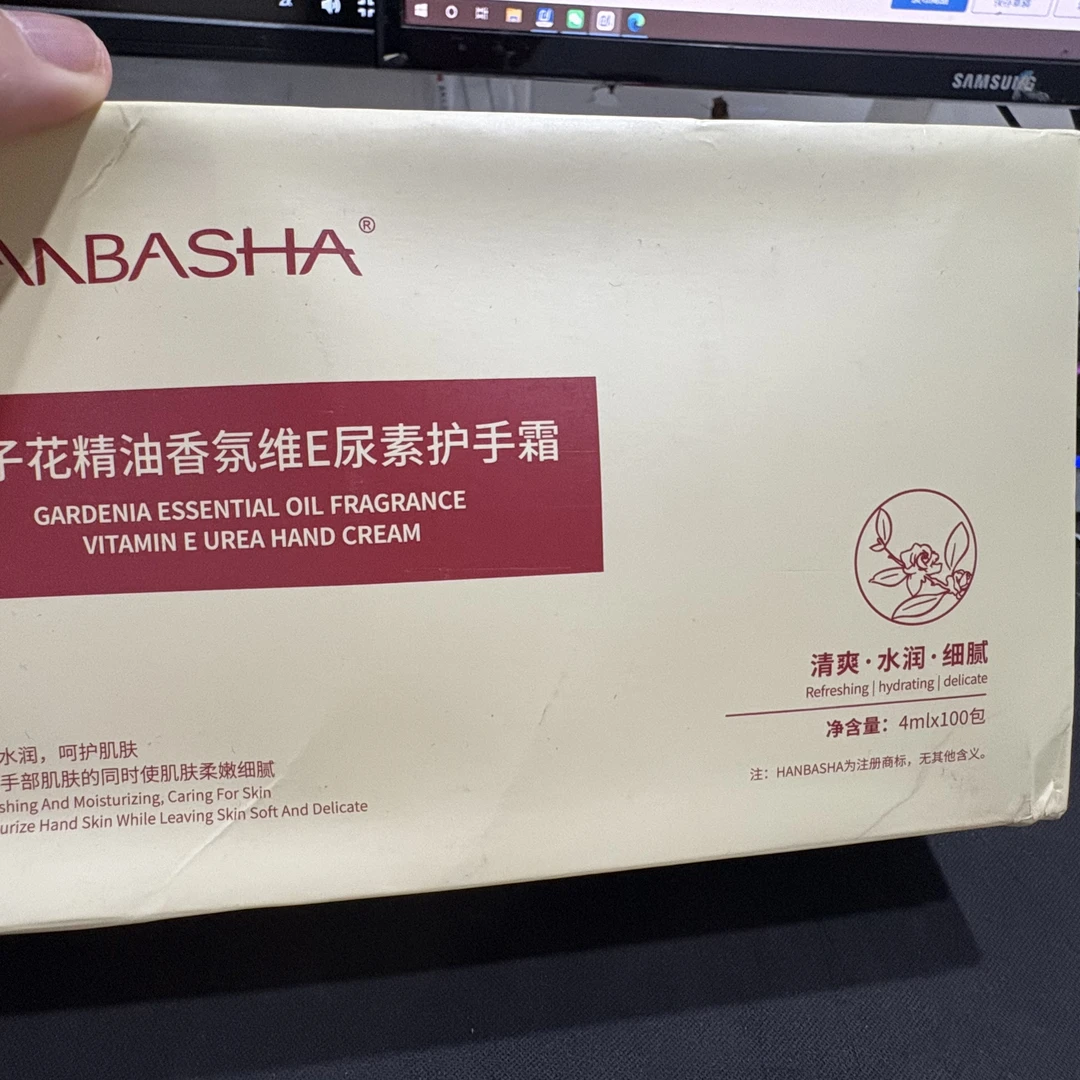 SAMSUNG
ANBASHA®
子花精油香氛维E尿素护手霜
GARDENIA ESSENTIAL OIL FRAGRANCE
VITAMIN E UREA HAND CREAM
清爽·水润·细腻
Refreshing | hydrating | delicate
净含量：4mlx100包
注：HANBASHA为注册商标，无其他含义。
水润，呵护肌肤
手部肌肤的同时使肌肤柔嫩细腻
shing And Moisturizing, Caring For Skin
urize Hand Skin While Leaving Skin Soft And Delicate